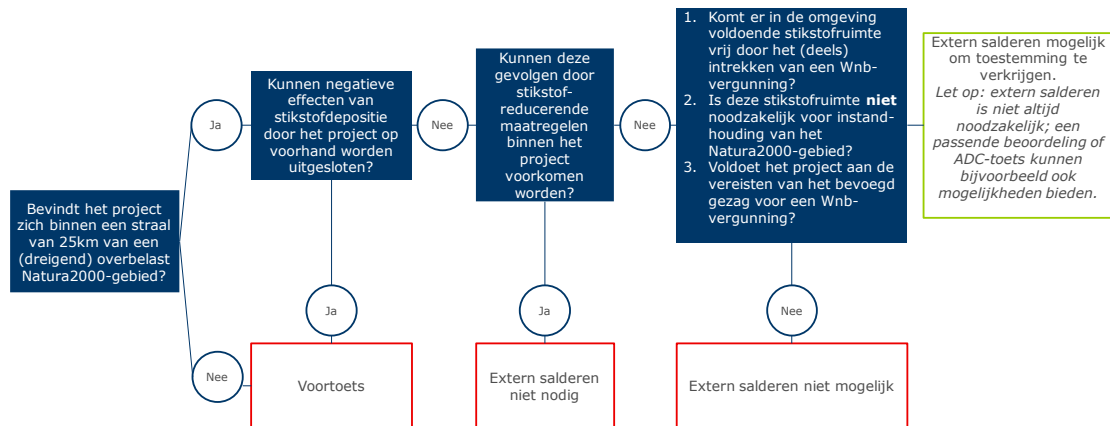 Bevindt het project
zich binnen een straal
van 25km van een
(dreigend) overbelast
Natura2000-gebied?
Ja
Nee
Kunnen negatieve
effecten van
stikstofdepositie
door het project op
voorhand worden
uitgesloten?
Nee
Ja
Voortoets
Kunnen deze
gevolgen door
stikstof-
reducerende
maatregelen
binnen het
project
voorkomen
worden?
Nee
Ja
Extern salderen
niet nodig
1. Komt er in de omgeving
voldoende stikstofruimte
vrij door het (deels)
intrekken van een Wnb-
vergunning?
2. Is deze stikstofruimte niet
noodzakelijk voor instand-
houding van het
Natura2000-gebied?
3. Voldoet het project aan de
vereisten van het bevoegd
gezag voor een Wnb-
vergunning?
Nee
Extern salderen niet mogelijk
Extern salderen mogelijk
om toestemming te
verkrijgen.
Let op: extern salderen
is niet altijd
noodzakelijk; een
passende beoordeling of
ADC-toets kunnen
bijvoorbeeld ook
mogelijkheden bieden.